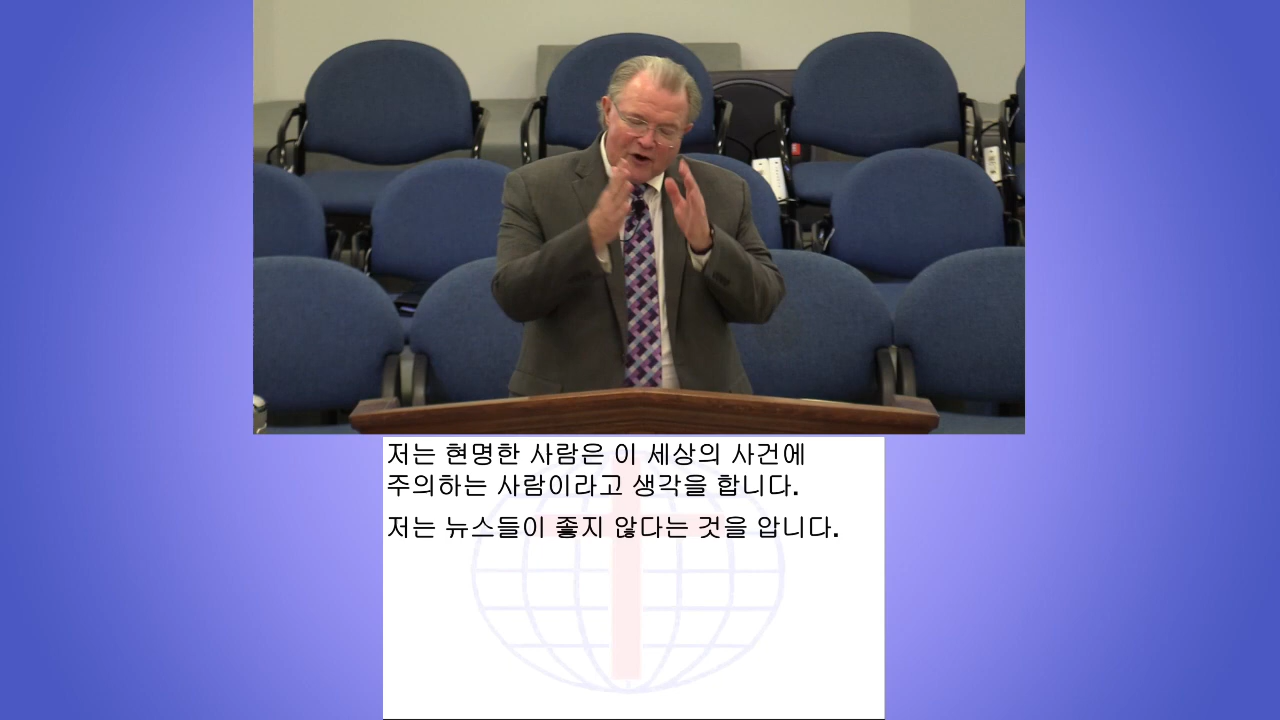 저는 현명한 사람은 이 세상의 사건에
주의하는 사람이라고 생각을 합니다.
저는 뉴스들이 좋지 않다는 것을 압니다.